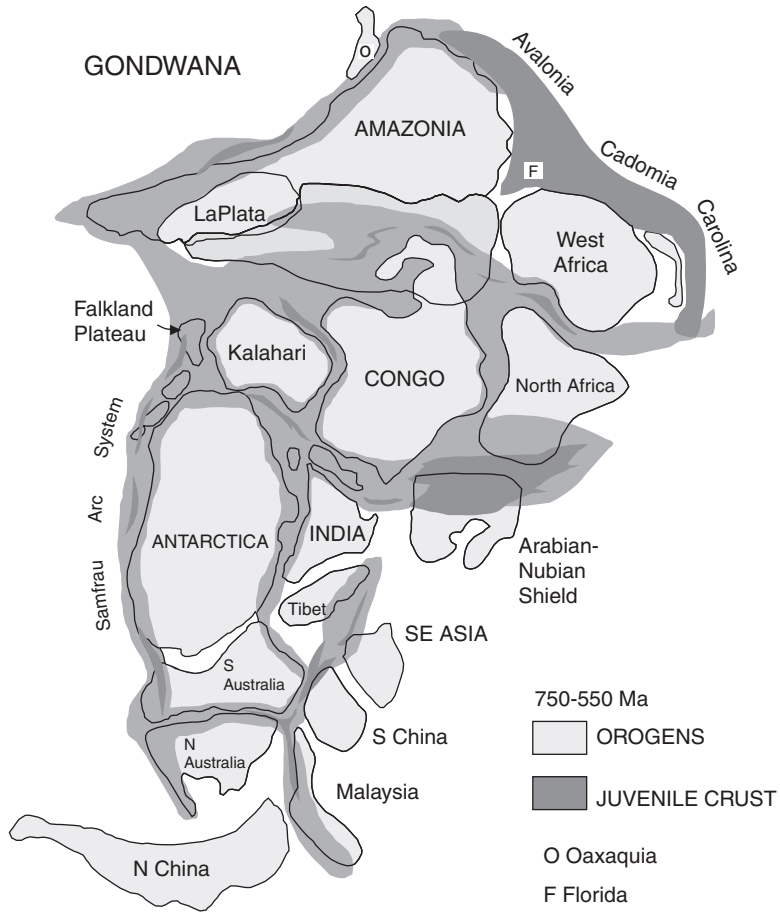 GONDWANA
O
Avalonia
AMAZONIA
Cadomia
F
Carolina
LaPlata
West
Africa
Falkland
Plateau
Kalahari
CONGO
North Africa
System
Arc
Samfrau
ANTARCTICA
INDIA
Arabian-
Nubian
Shield
Tibet
SE ASIA
S
Australia
S China
N
Australia
Malaysia
N China
750-550 Ma
OROGENS
JUVENILE CRUST
O Oaxaquia
F Florida